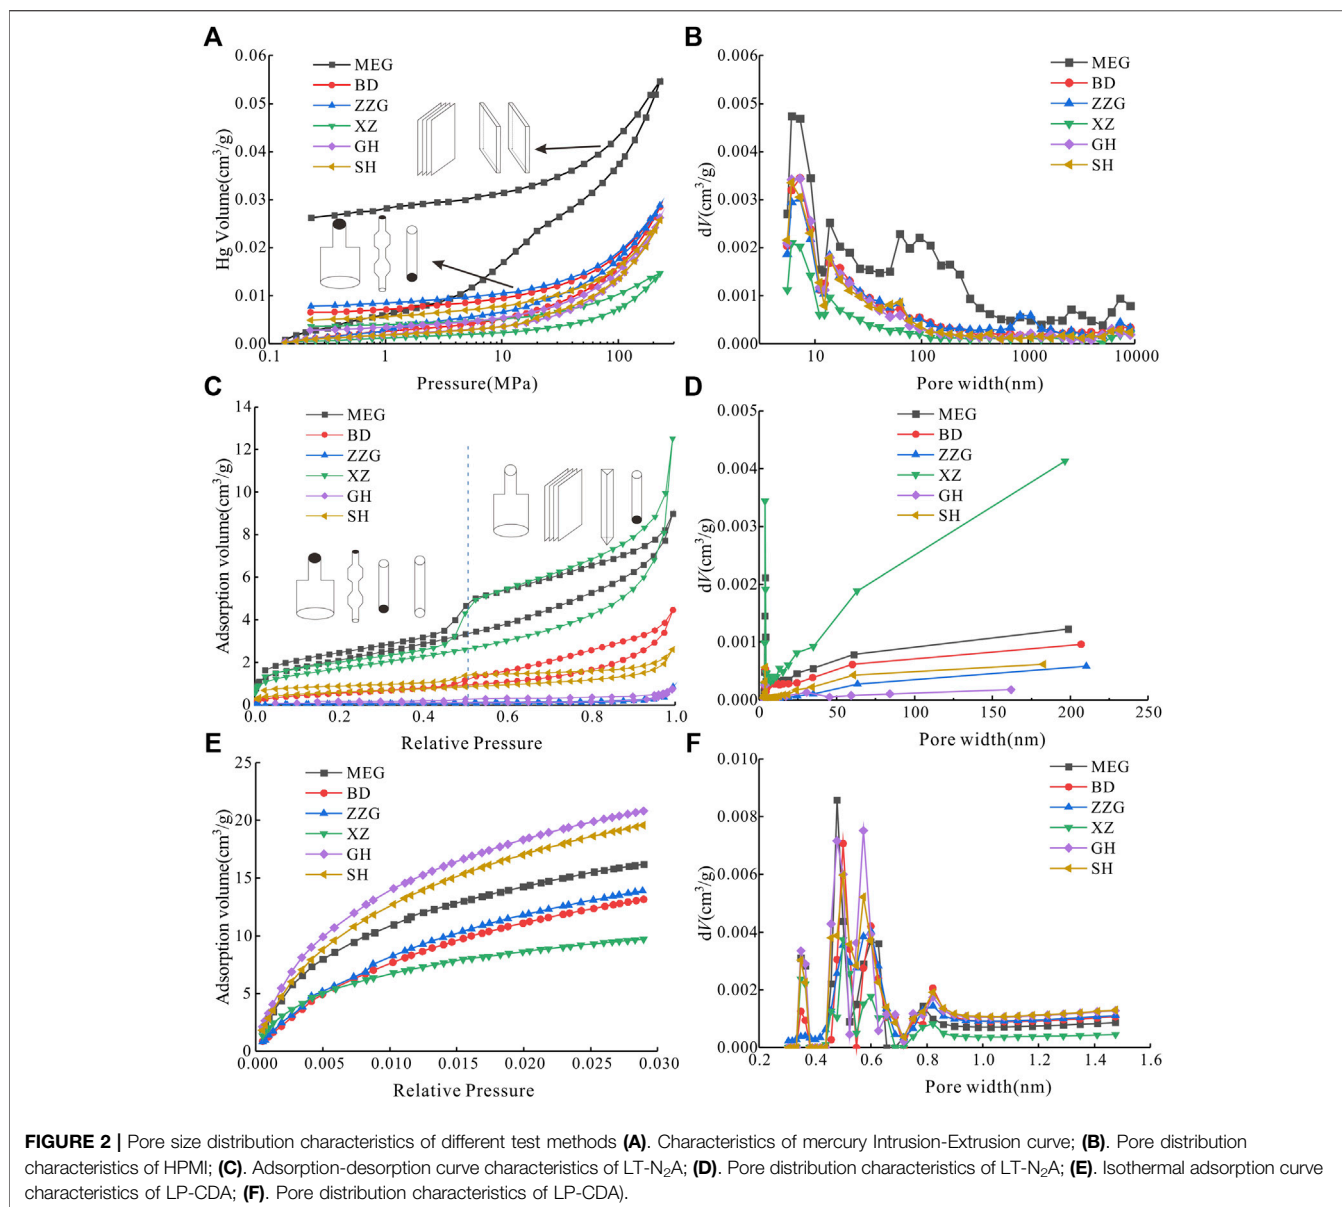 A
0.06
0.05
0.04
0.03
0.02
0.01
0.00
Hg Volume(cm³/g)
MEG
BD
ZZG
XZ
GH
SH
0.1
1
10
100
Pressure(MPa)
B
0.006
0.005
0.004
0.003
0.002
0.001
0.000
dV(cm³/g)
MEG
BD
ZZG
XZ
GH
SH
10
100
1000
10000
Pore width(nm)
C
14
12
10
8
6
4
2
0
Adsorption volume(cm³/g)
MEG
BD
ZZG
XZ
GH
SH
0.0
0.2
0.4
0.6
0.8
1.0
Relative Pressure
D
0.005
0.004
0.003
0.002
0.001
0.000
dV(cm³/g)
MEG
BD
ZZG
XZ
GH
SH
0
50
100
150
200
250
Pore width(nm)
E
25
20
15
10
5
0
Adsorption volume(cm³/g)
MEG
BD
ZZG
XZ
GH
SH
0.000
0.005
0.010
0.015
0.020
0.025
0.030
Relative Pressure
F
0.010
0.008
0.006
0.004
0.002
0.000
dV(cm³/g)
MEG
BD
ZZG
XZ
GH
SH
0.2
0.4
0.6
0.8
1.0
1.2
1.4
1.6
Pore width(nm)
FIGURE 2 | Pore size distribution characteristics of different test methods (A). Characteristics of mercury Intrusion-Extrusion curve; (B). Pore distribution
characteristics of HPMI; (C). Adsorption-desorption curve characteristics of LT-N₂A; (D). Pore distribution characteristics of LT-N₂A; (E). Isothermal adsorption curve
characteristics of LP-CDA; (F). Pore distribution characteristics of LP-CDA).